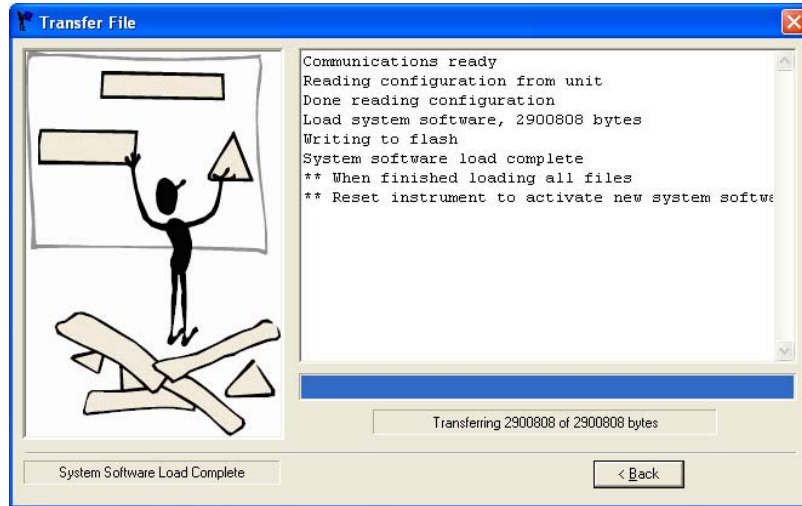 Transfer File
Communications ready
Reading configuration from unit
Done reading configuration
Load system software, 2900808 bytes
Writing to flash
System software load complete
** When finished loading all files
** Reset instrument to activate new system softwa
Transferring 2900808 of 2900808 bytes
System Software Load Complete
< Back